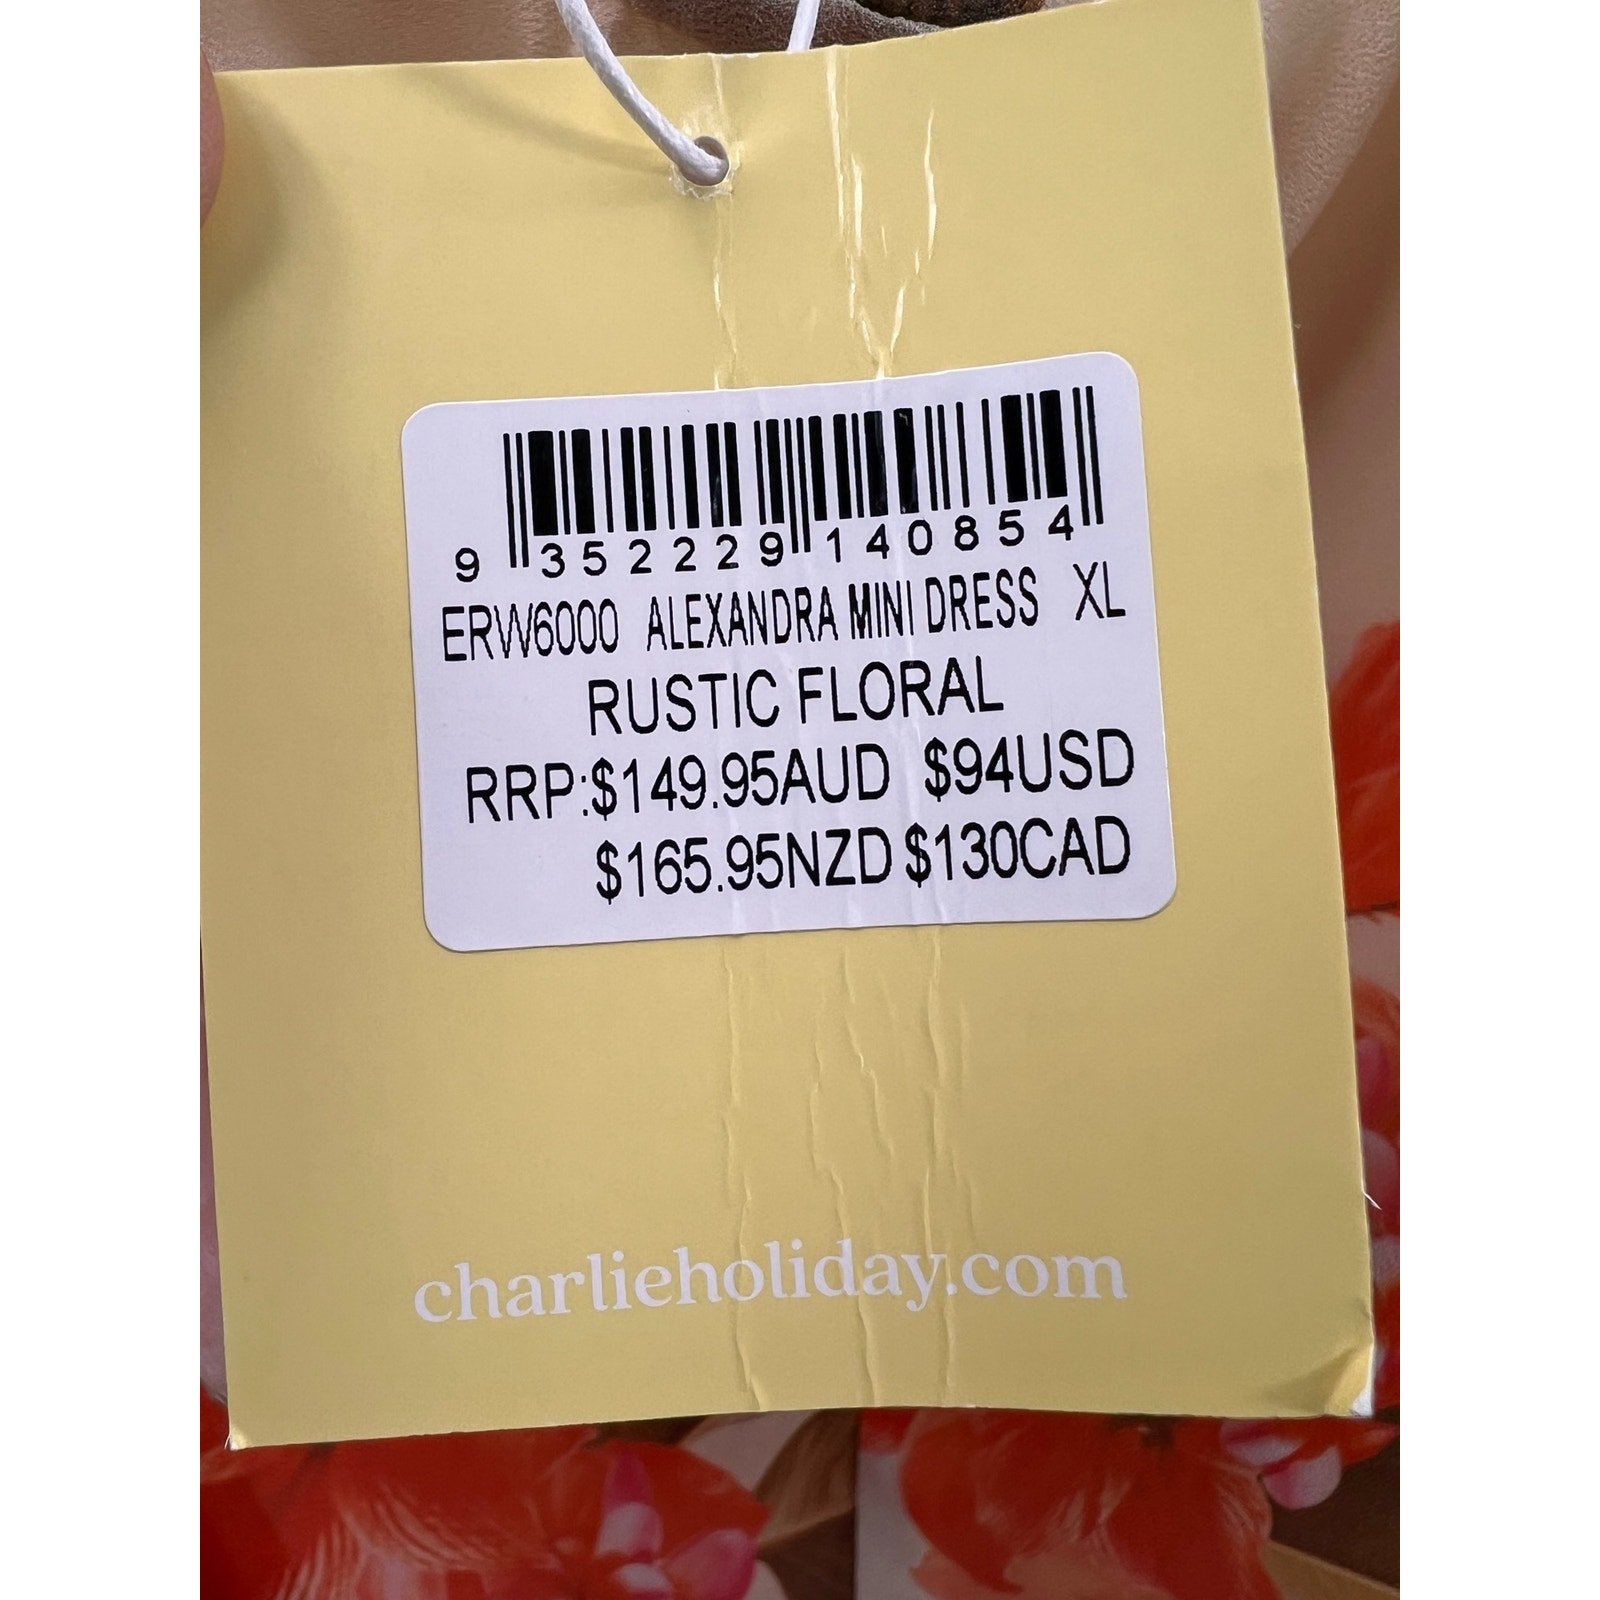 9 352229 140854
ERW6000 ALEXANDRA MINI DRESS XL
RUSTIC FLORAL
RRP:$149.95AUD $94USD
$165.95NZD $130CAD
charlieholiday.com